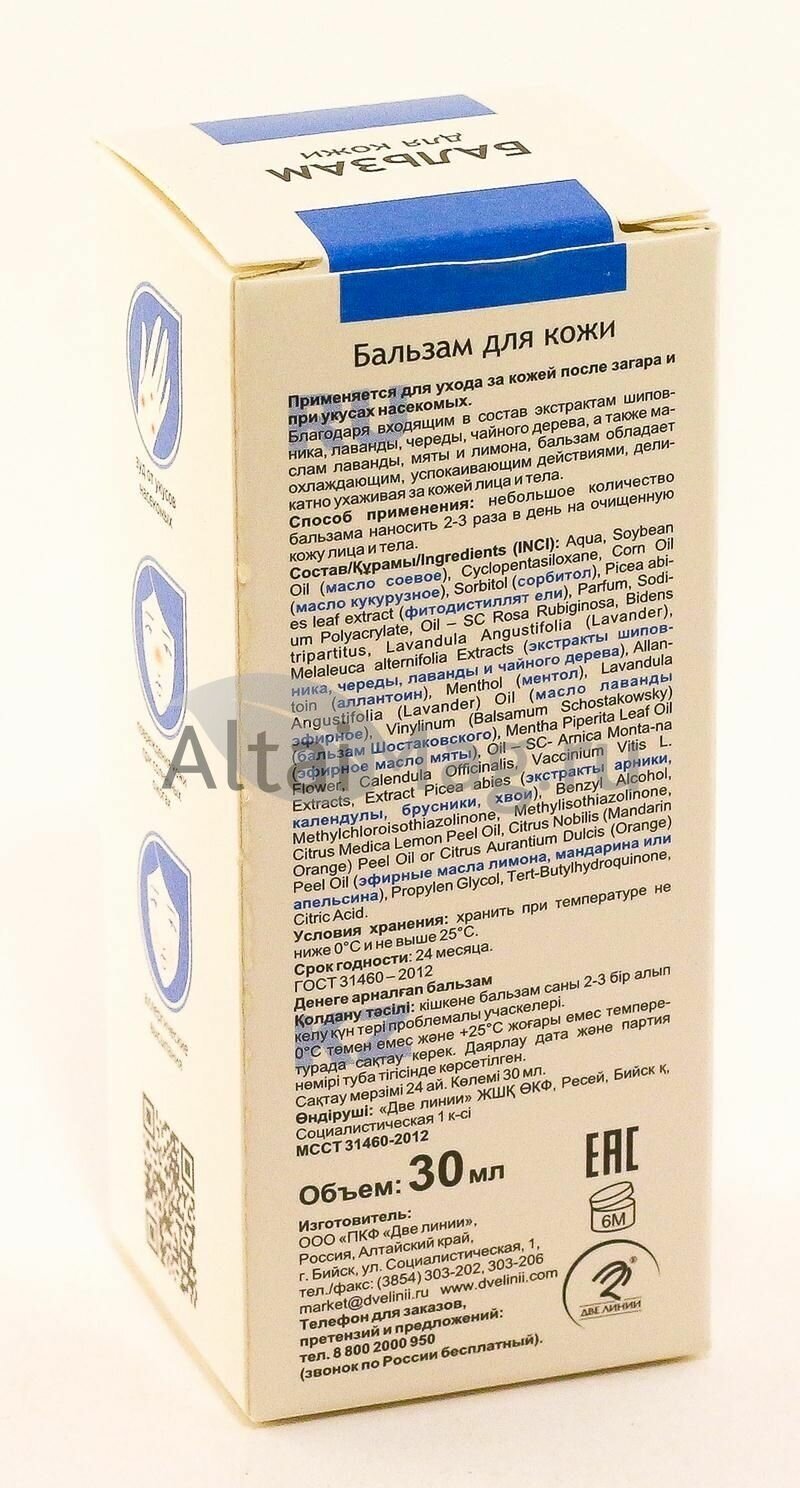 БАЛЬЗАМ
ДЛЯ КОЖИ
Бальзам для кожи
RU
Применяется для ухода за кожей после загара и
при укусах насекомых.
Благодаря входящим в состав экстрактам шипов-
ника, лаванды, череды, чайного дерева, а также ма-
слам лаванды, мяты и лимона, бальзам обладает
охлаждающим, успокаивающим действиями, дели-
катно ухаживая за кожей лица и тела.
Способ применения: небольшое количество
бальзама наносить 2-3 раза в день на очищенную
кожу лица и тела.
Состав/Құрамы/Ingredients (INCI): Aqua, Soybean
Oil (масло соевое), Cyclopentasiloxane, Corn Oil
(масло кукурузное), Sorbitol (сорбитол), Picea abi-
es leaf extract (фитодистиллят ели), Parfum, Sodi-
um Polyacrylate, Oil – SC Rosa Rubiginosa, Bidens
tripartitus, Lavandula Angustifolia (Lavander),
Melaleuca alternifolia Extracts (экстракты шипов-
ника, череды, лаванды и чайного дерева), Allan-
toin (аллантоин), Menthol (ментол), Lavandula
Angustifolia (Lavander) Oil (масло лаванды
эфирное), Vinylinum (Balsamum Schostakowsky)
(бальзам Шостаковского), Mentha Piperita Leaf Oil
(эфирное масло мяты), Oil -SC- Arnica Monta-na
Flower, Calendula Officinalis, Vaccinium Vitis L.
Extracts, Extract Picea abies (экстракты арники,
календулы, брусники, хвои), Benzyl Alcohol,
Methylchloroisothiazolinone, Methylisothiazolinone,
Citrus Medica Lemon Peel Oil, Citrus Nobilis (Mandarin
Orange) Peel Oil or Citrus Aurantium Dulcis (Orange)
Peel Oil (эфирные масла лимона, мандарина или
апельсина), Propylen Glycol, Tert-Butylhydroquinone,
Citric Acid.
Условия хранения: хранить при температуре не
ниже 0°С и не выше 25°С.
Срок годности: 24 месяца.
ГОСТ 31460 – 2012
KZ
Денеге арналған бальзам
Қолдану тәсілі: кішкене бальзам саны 2-3 бір алып
келу күн тері проблемалы учаскелері.
0°С төмен емес және +25°С жоғары емес темпере-
турада сақтау керек. Даярлау дата және партия
нөмірі туба тігісінде көрсетілген.
Сақтау мерзімі 24 ай. Көлемі 30 мл.
Өндіруші: «Две линии» ЖШҚ ӨКФ, Ресей, Бийск қ,
Социалистическая 1 к-сі
МССТ 31460-2012
Объем: 30 мл
EAC
6M
Изготовитель:
ООО «ПКФ «Две линии»,
Россия, Алтайский край,
г. Бийск, ул. Социалистическая, 1,
тел./факс: (3854) 303-202, 303-206
market@dvelinii.ru www.dvelinii.com
Телефон для заказов,
претензий и предложений:
тел. 8 800 2000 950
(звонок по России бесплатный).
ДВЕ ЛИНИИ
зуд от укусов
насекомых
аллергические
высыпания
AltaiMag.ru